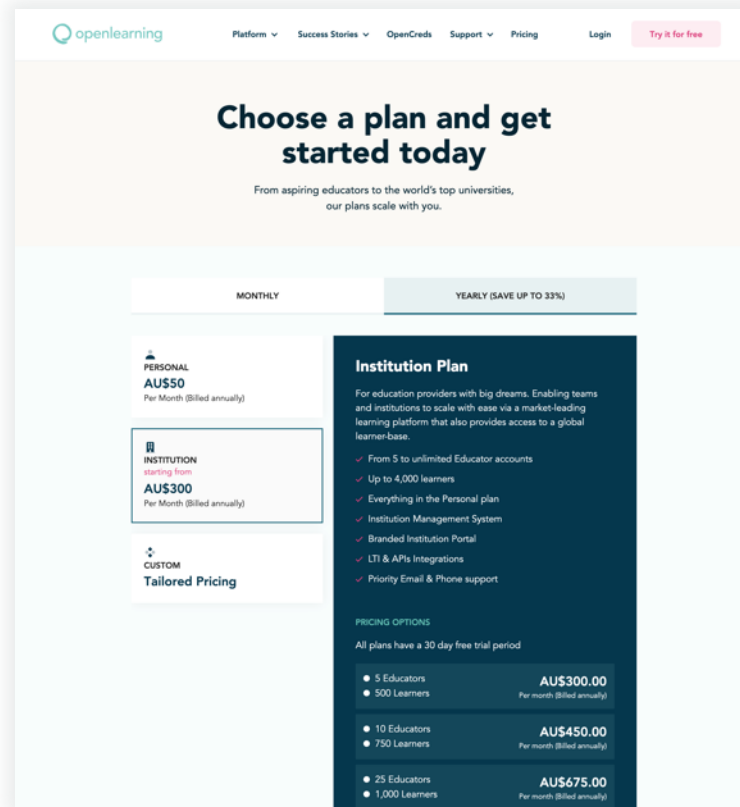 openlearning
Platform
Success Stories
OpenCreds
Support
Pricing
Login
Try it for free
Choose a plan and get
started today
From aspiring educators to the world's top universities,
our plans scale with you.
MONTHLY
YEARLY (SAVE UP TO 33%)
PERSONAL
AU$50
Per Month (Billed annually)
INSTITUTION
starting from
AU$300
Per Month (Billed annually)
CUSTOM
Tailored Pricing
Institution Plan
For education providers with big dreams. Enabling teams
and institutions to scale with ease via a market-leading
learning platform that also provides access to a global
learner-base.
From 5 to unlimited Educator accounts
Up to 4,000 learners
Everything in the Personal plan
Institution Management System
Branded Institution Portal
LTI & APIs Integrations
Priority Email & Phone support
PRICING OPTIONS
All plans have a 30 day free trial period
5 Educators
500 Learners
AU$300.00
Per month (Billed annually)
10 Educators
750 Learners
AU$450.00
Per month (Billed annually)
25 Educators
1,000 Learners
AU$675.00
Per month (Billed annually)